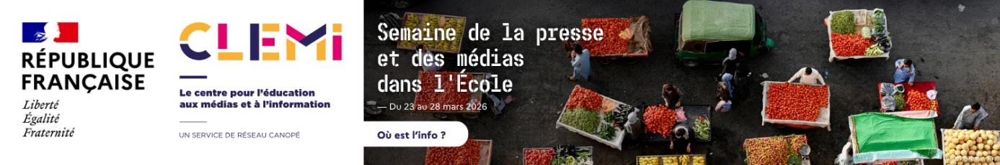 RÉPUBLIQUE
FRANÇAISE
Liberté
Égalité
Fraternité
CLEMI
Le centre pour l'éducation
aux médias et à l'information
UN SERVICE DE RÉSEAU CANOPÉ
Semaine de la presse
et des médias
dans l'École
— Du 23 au 28 mars 2026
Où est l'info ?